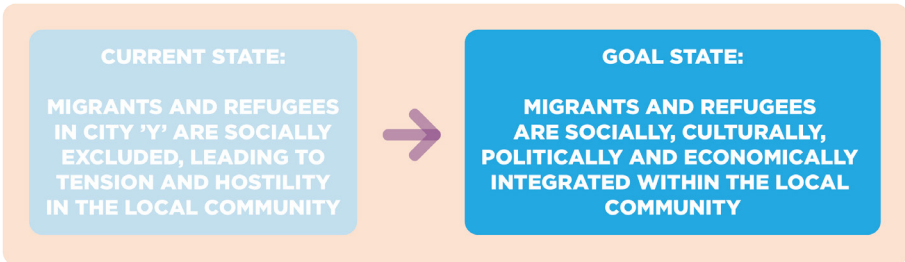 CURRENT STATE:
MIGRANTS AND REFUGEES
IN CITY ’Y’ ARE SOCIALLY
EXCLUDED, LEADING TO
TENSION AND HOSTILITY
IN THE LOCAL COMMUNITY
GOAL STATE:
MIGRANTS AND REFUGEES
ARE SOCIALLY, CULTURALLY,
POLITICALLY AND ECONOMICALLY
INTEGRATED WITHIN THE LOCAL
COMMUNITY